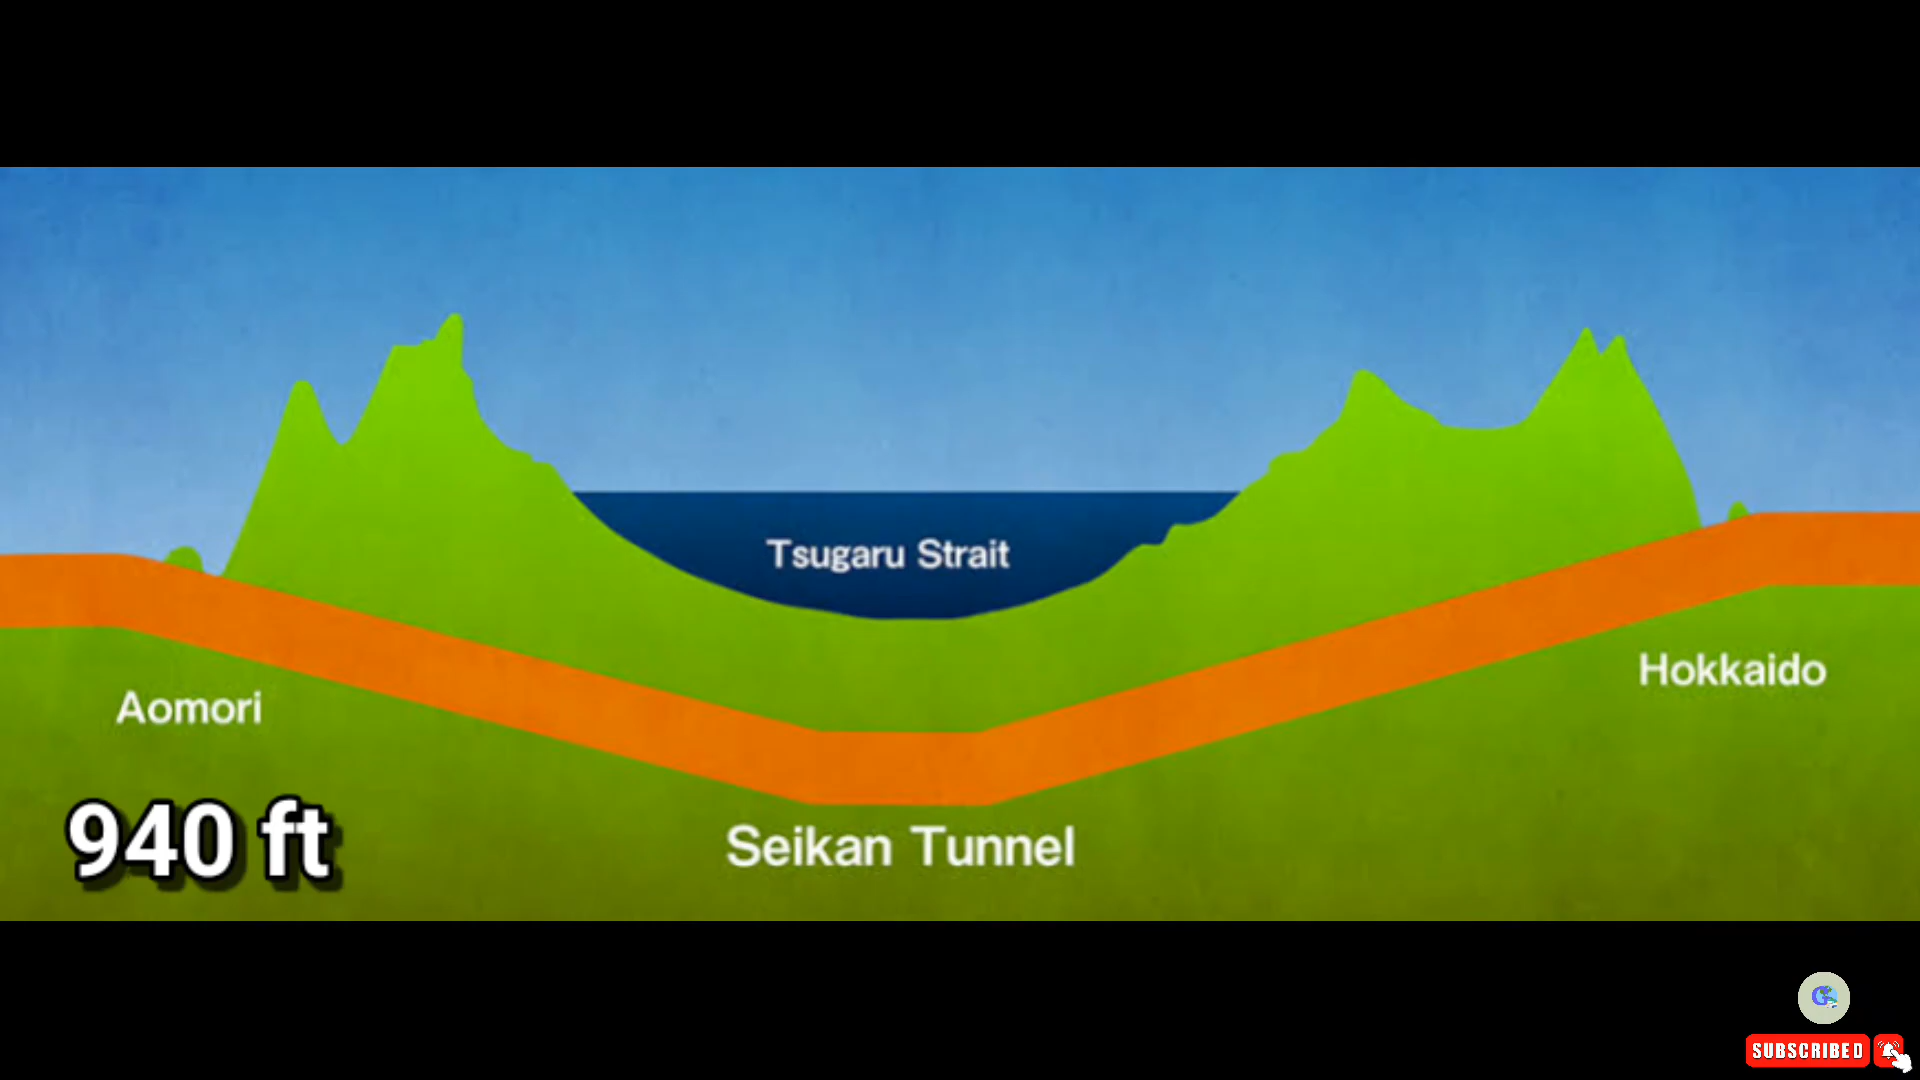 Tsugaru Strait
Hokkaido
Aomori
940 ft
Seikan Tunnel
SUBSCRIBED